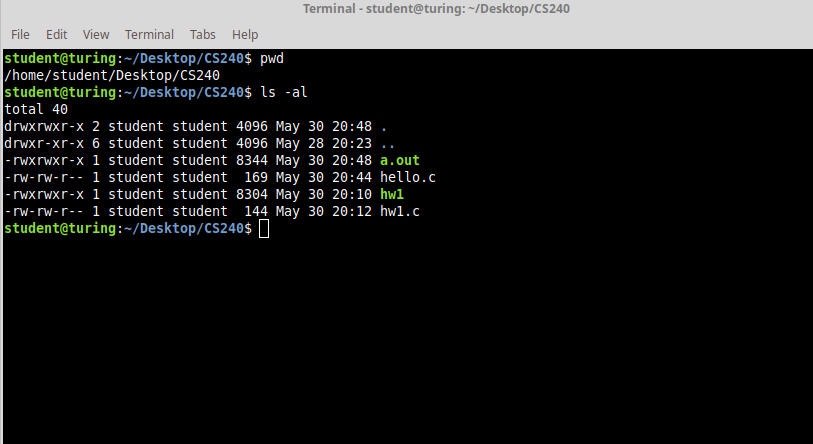 Terminal - student@turing: ~/Desktop/CS240
File Edit View Terminal Tabs Help
student@turing:~/Desktop/CS240$ pwd
/home/student/Desktop/CS240
student@turing:~/Desktop/CS240$ ls -al
total 40
drwxrwxr-x 2 student student 4096 May 30 20:48 .
drwxr-xr-x 6 student student 4096 May 28 20:23 ..
-rwxrwxr-x 1 student student 8344 May 30 20:48 a.out
-rw-rw-r-- 1 student student  169 May 30 20:44 hello.c
-rwxrwxr-x 1 student student 8304 May 30 20:10 hw1
-rw-rw-r-- 1 student student  144 May 30 20:12 hw1.c
student@turing:~/Desktop/CS240$